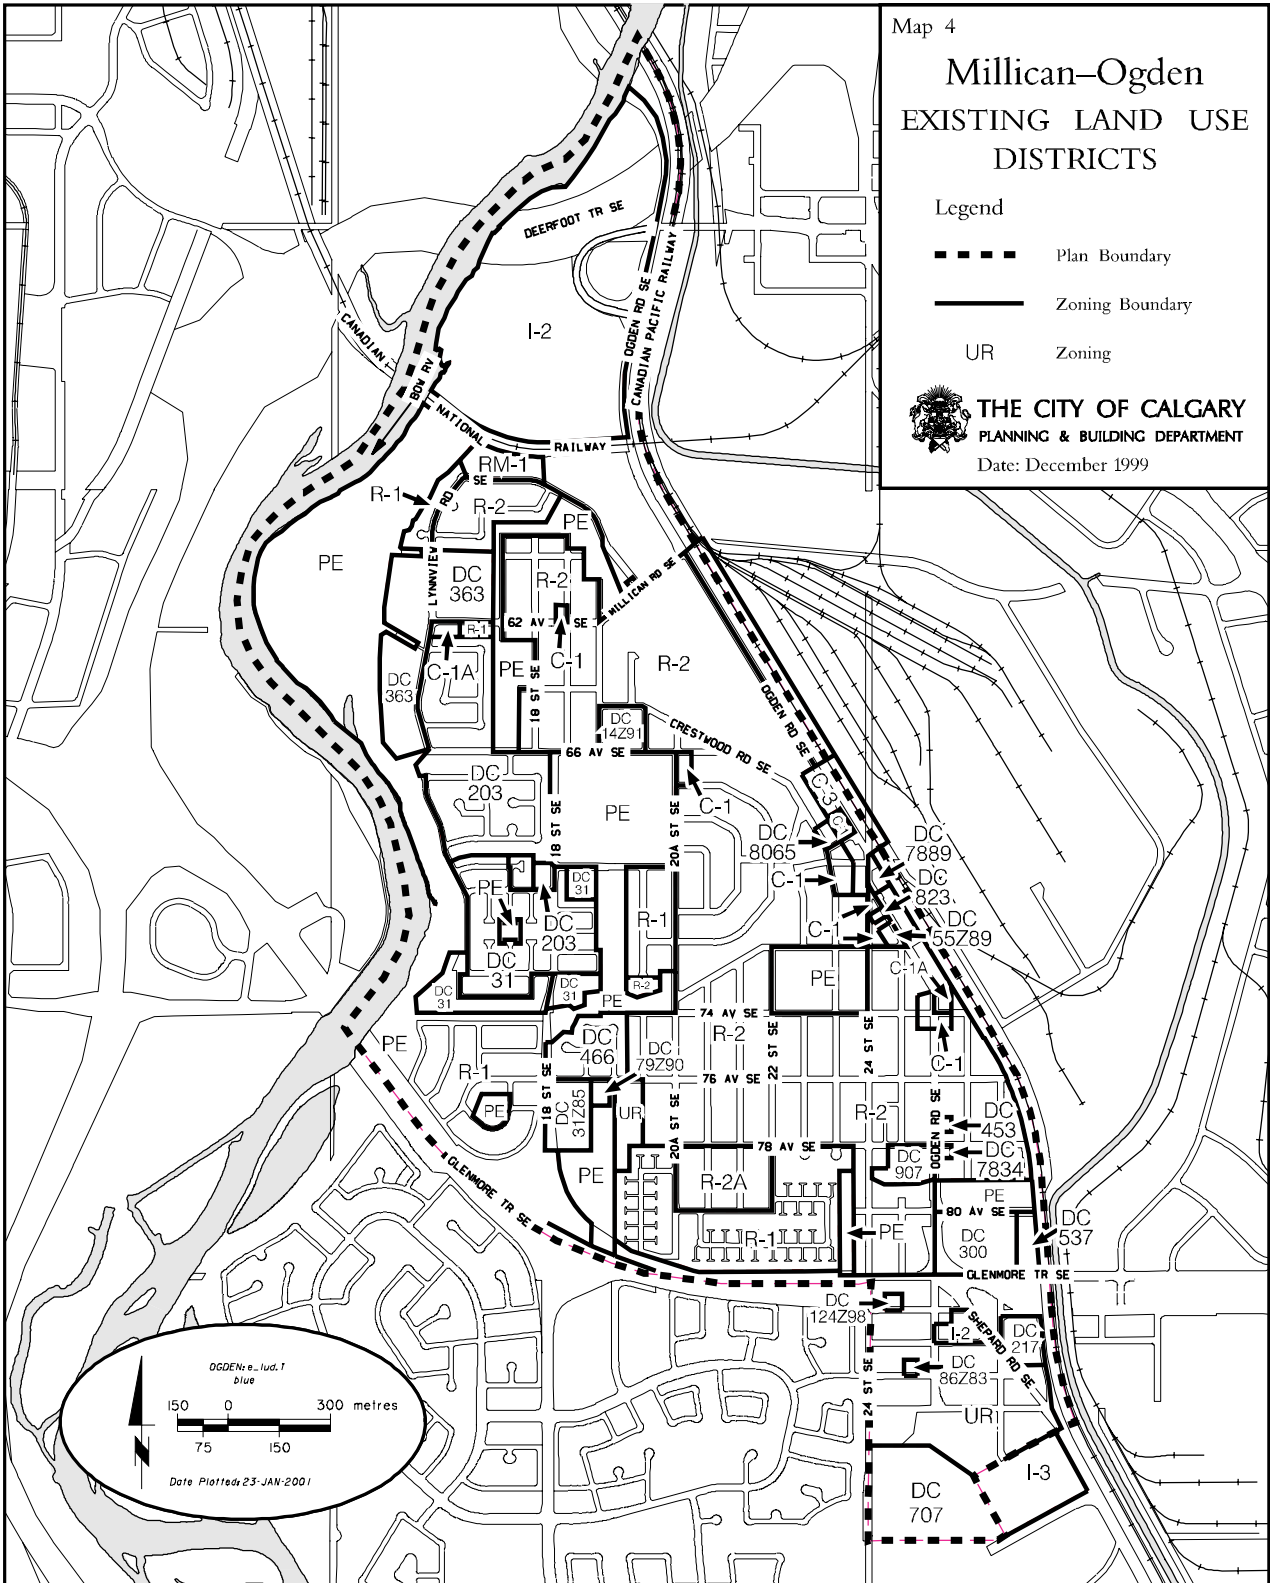 Map 4
Millican–Ogden
EXISTING LAND USE
DISTRICTS
Legend
Plan Boundary
Zoning Boundary
UR Zoning
THE CITY OF CALGARY
PLANNING & BUILDING DEPARTMENT
Date: December 1999
DEERFOOT TR SE
CANADIAN
NATIONAL
RAILWAY
BOW RV
I-2
OGDEN RD SE
CANADIAN PACIFIC RAILWAY
RM-1
R-1
RD
SE
R-2
PE
PE
LYNNVIEW
DC
363
R-2
MILLICAN RD SE
62 AV SE
R-1
C-1A
C-1
PE
18 ST SE
R-2
DC
363
DC
14Z91
CRESTWOOD RD SE
OGDEN RD SE
66 AV SE
DC
203
C-3
C-1
PE
18 ST SE
20A ST SE
DC
8065
DC
7889
C-1
DC
823
PE
DC
31
R-1
DC
203
C-1
DC
55Z89
DC
31
DC
31
DC
31
R-2
PE
PE
C-1A
74 AV SE
R-2
22 ST SE
24 ST SE
PE
DC
466
DC
79Z90
C-1
R-1
76 AV SE
18 ST SE
PE
DC
31Z85
UR
20A ST SE
R-2
OGDEN RD SE
DC
453
78 AV SE
DC
907
DC
7834
GLENMORE TR SE
PE
R-2A
PE
80 AV SE
R-1
PE
DC
300
DC
537
GLENMORE TR SE
DC
124Z98
SHEPARD RD SE
I-2
DC
217
24 ST SE
DC
86Z83
UR
DC
707
I-3
OGDEN:e_lud.1
blue
150 0 300 metres
75 150
Date Plotted: 23-JAN-2001